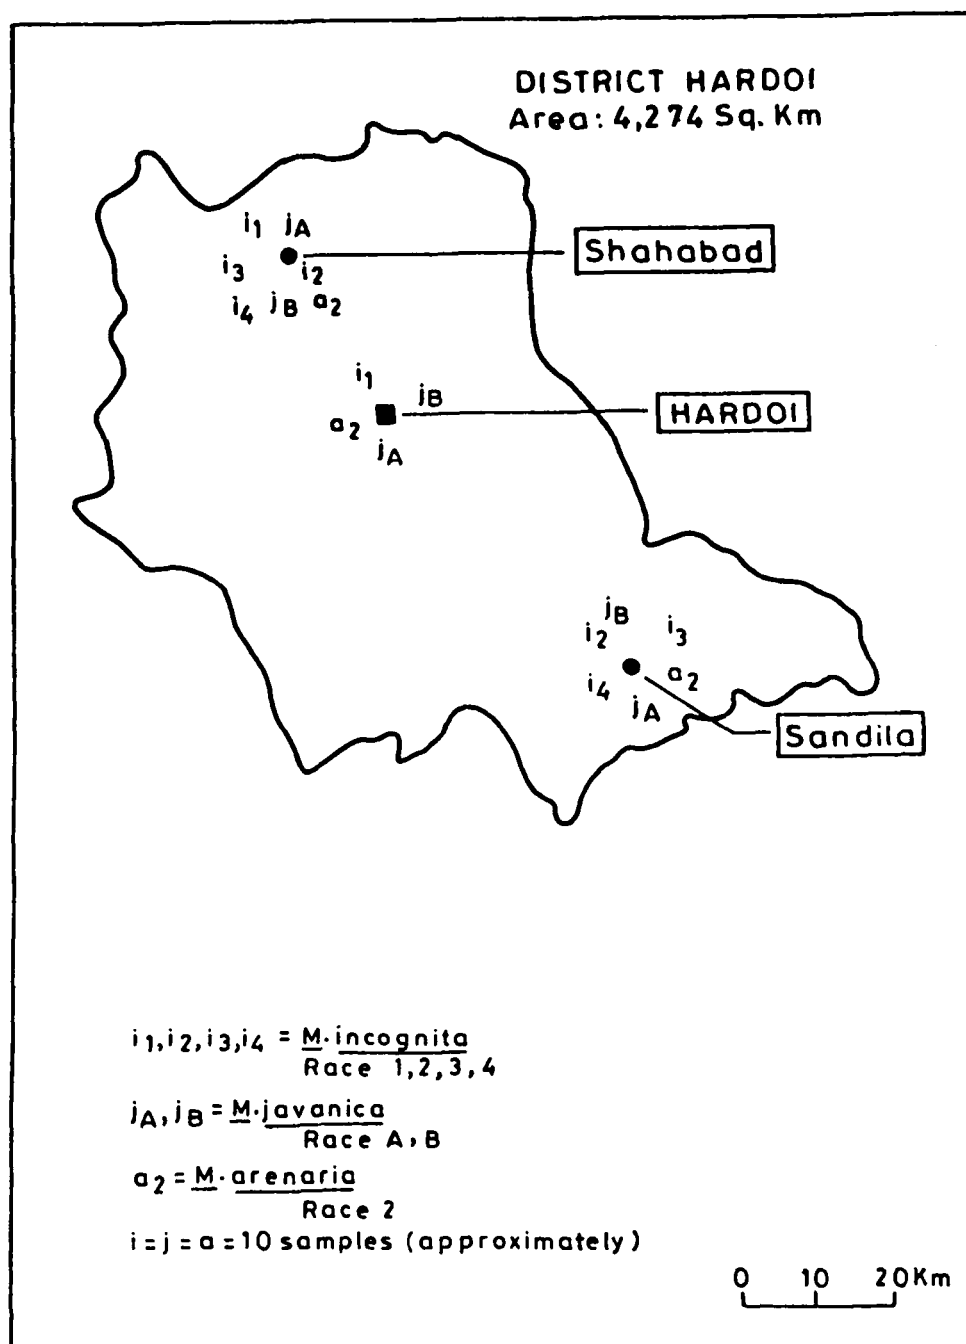 DISTRICT HARDOI
Area: 4,274 Sq. Km
i1 jA
Shahabad
i3 i2
i4 jB a2
i1
jB
HARDOI
a2
jA
jB
i2 i3
i4 a2
jA
Sandila
i1,i2,i3,i4 = M.incognita
Race 1,2,3,4
jA,jB = M.javanica
Race A,B
a2 = M.arenaria
Race 2
i=j=a=10 samples (approximately)
0 10 20Km